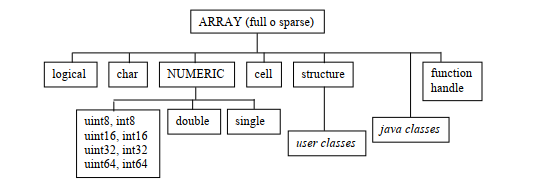 ARRAY (full o sparse)
logical
char
NUMERIC
cell
structure
function
handle
uint8, int8
uint16, int16
uint32, int32
uint64, int64
double
single
user classes
java classes